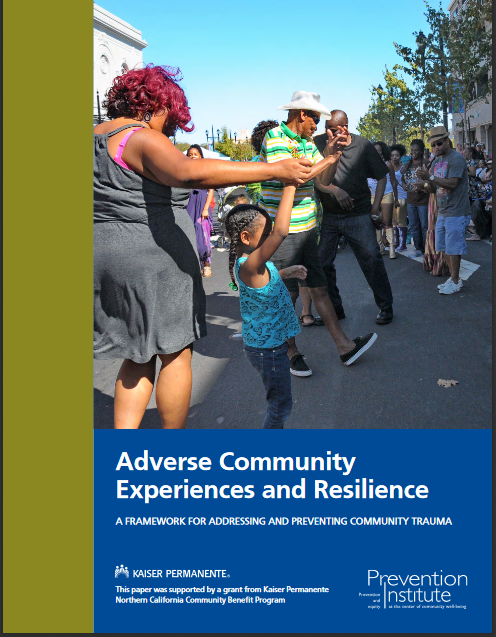 Adverse Community
Experiences and Resilience
A FRAMEWORK FOR ADDRESSING AND PREVENTING COMMUNITY TRAUMA
KAISER PERMANENTE®
This paper was supported by a grant from Kaiser Permanente
Northern California Community Benefit Program
Prevention
Institute
Prevention
and
equity
at the center of community well-being